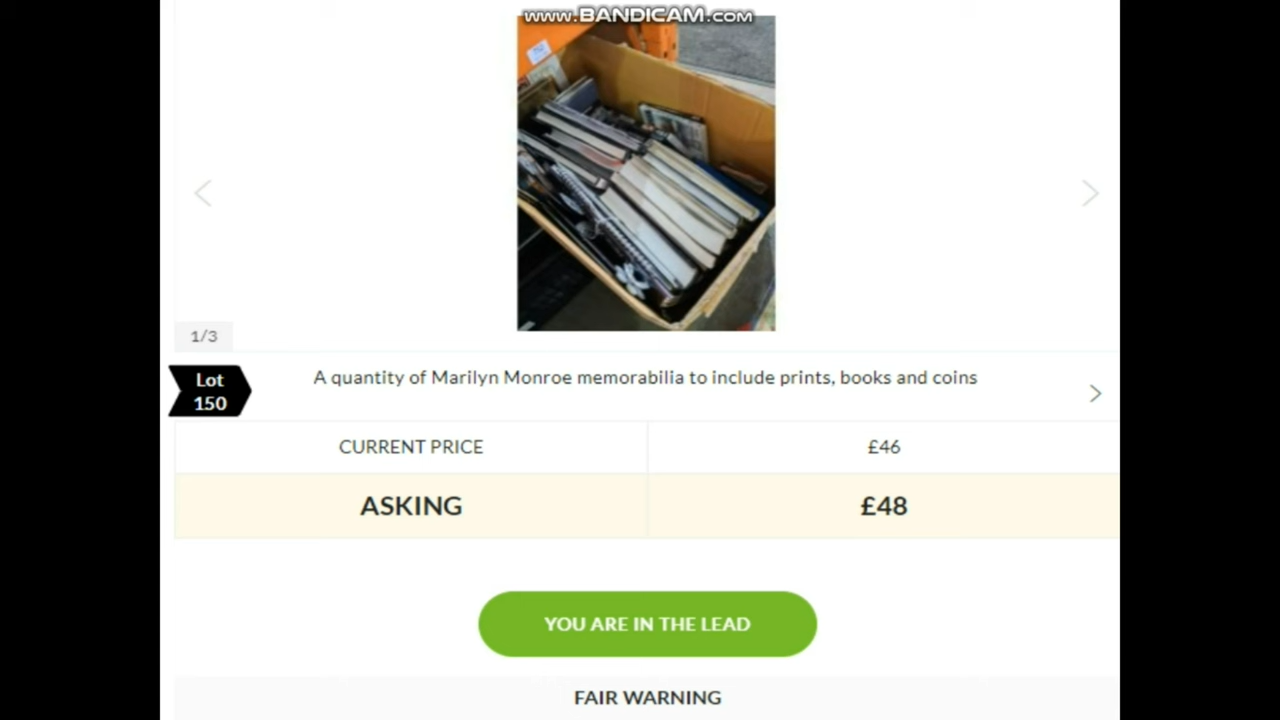 www.BANDICAM.com
1/3
Lot
150
A quantity of Marilyn Monroe memorabilia to include prints, books and coins
CURRENT PRICE £46
ASKING £48
YOU ARE IN THE LEAD
FAIR WARNING